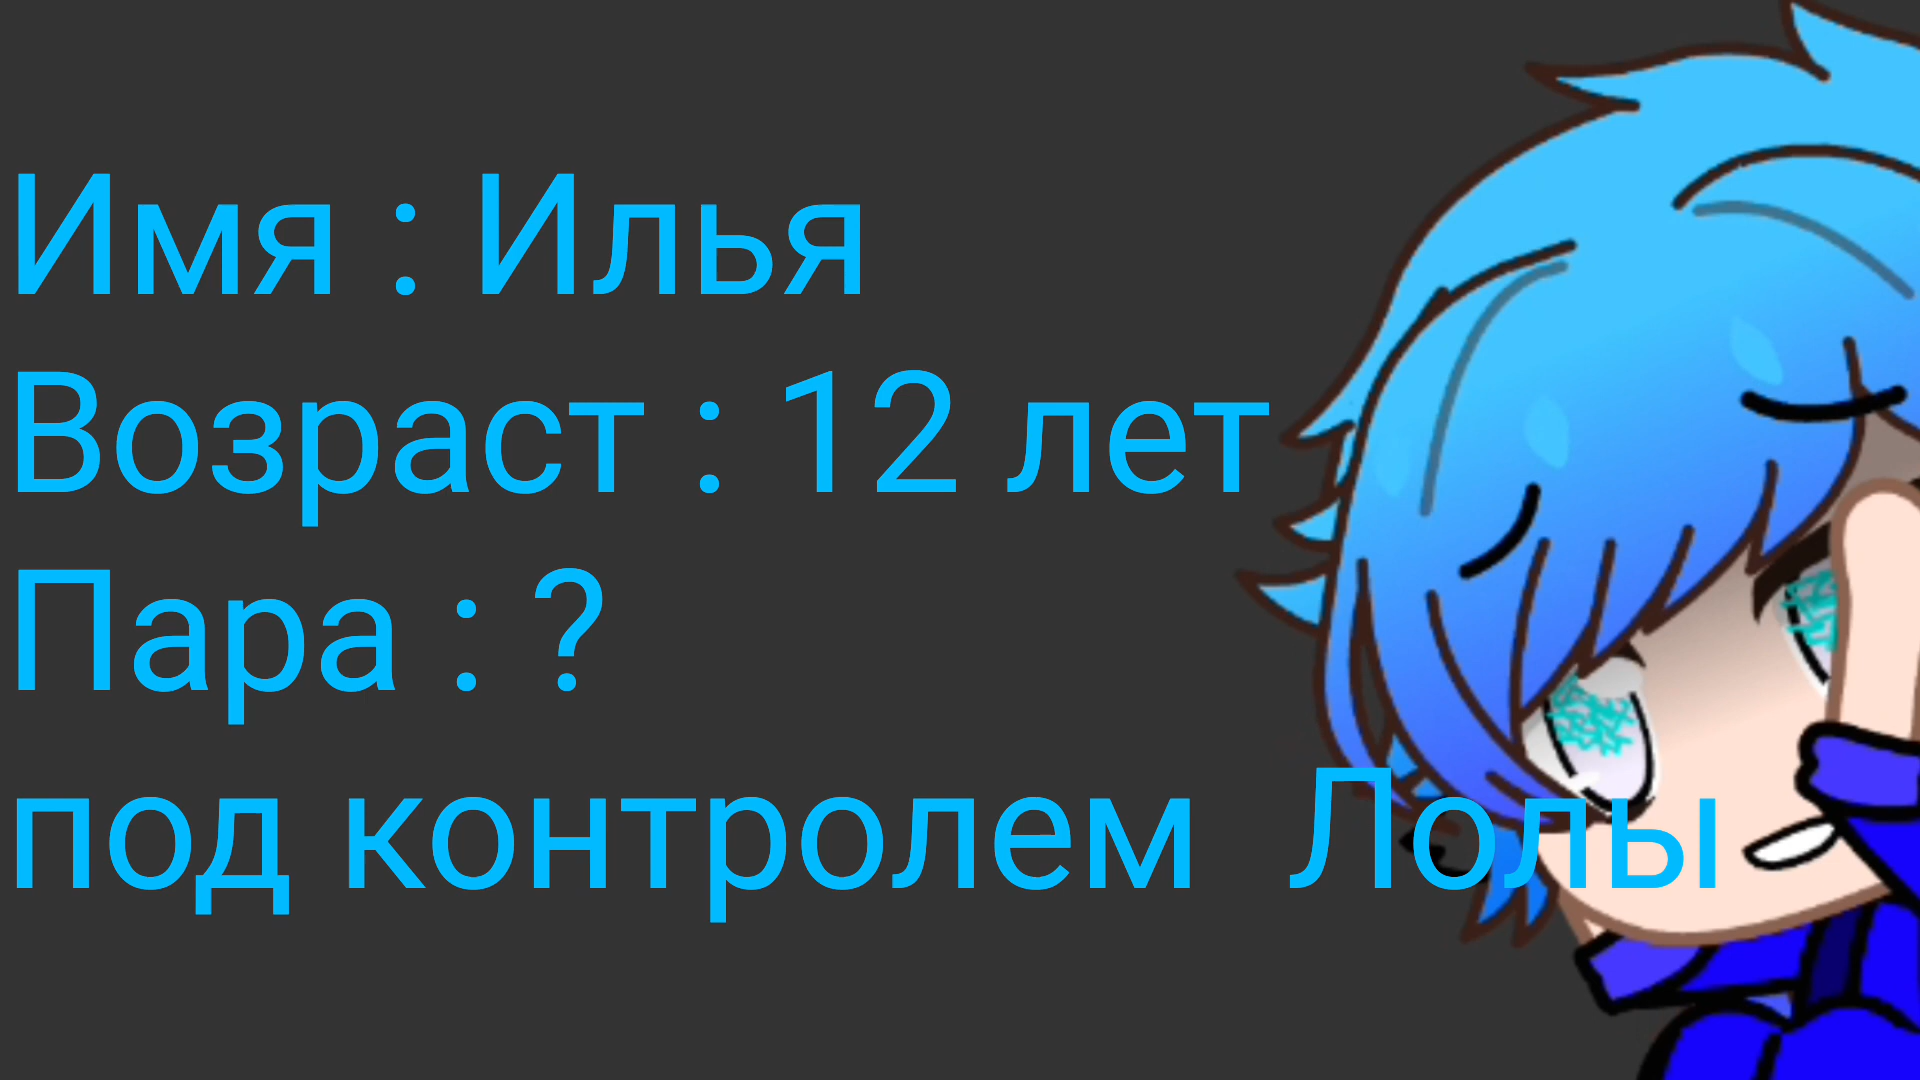 Имя : Илья
Возраст : 12 лет
Пара : ?
под контролем Лолы